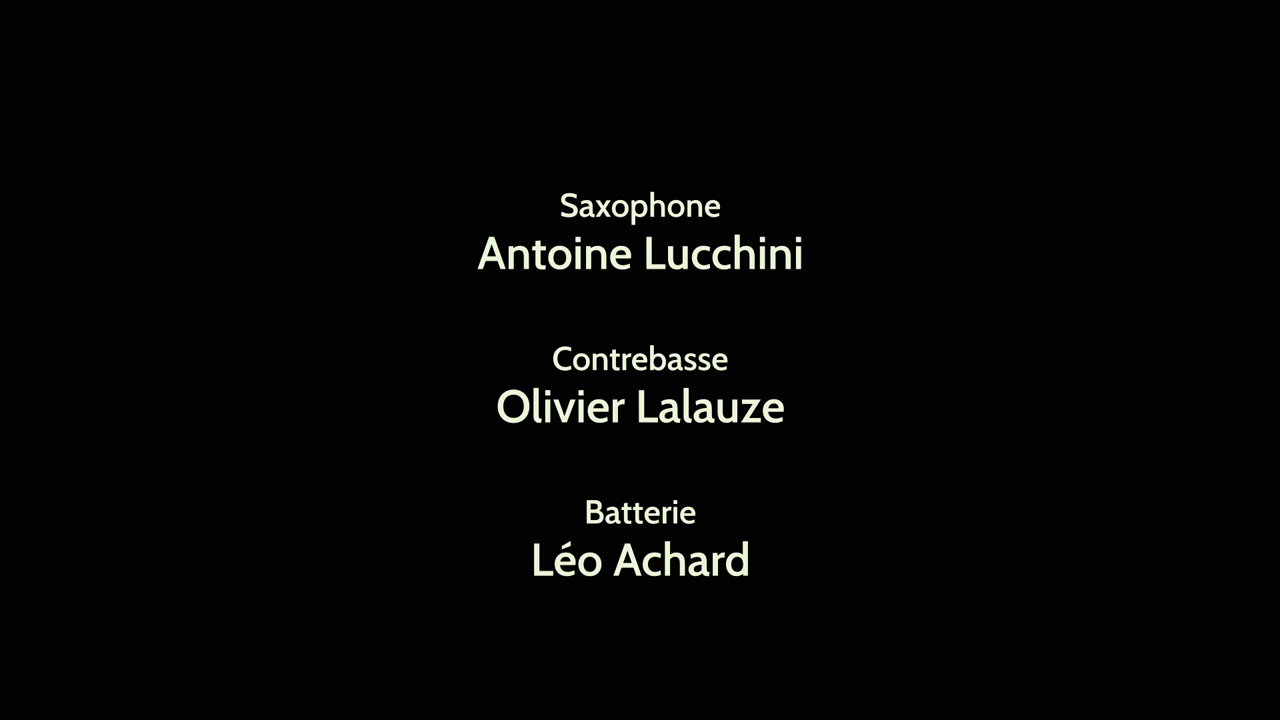 Saxophone
Antoine Lucchini
Contrebasse
Olivier Lalauze
Batterie
Léo Achard